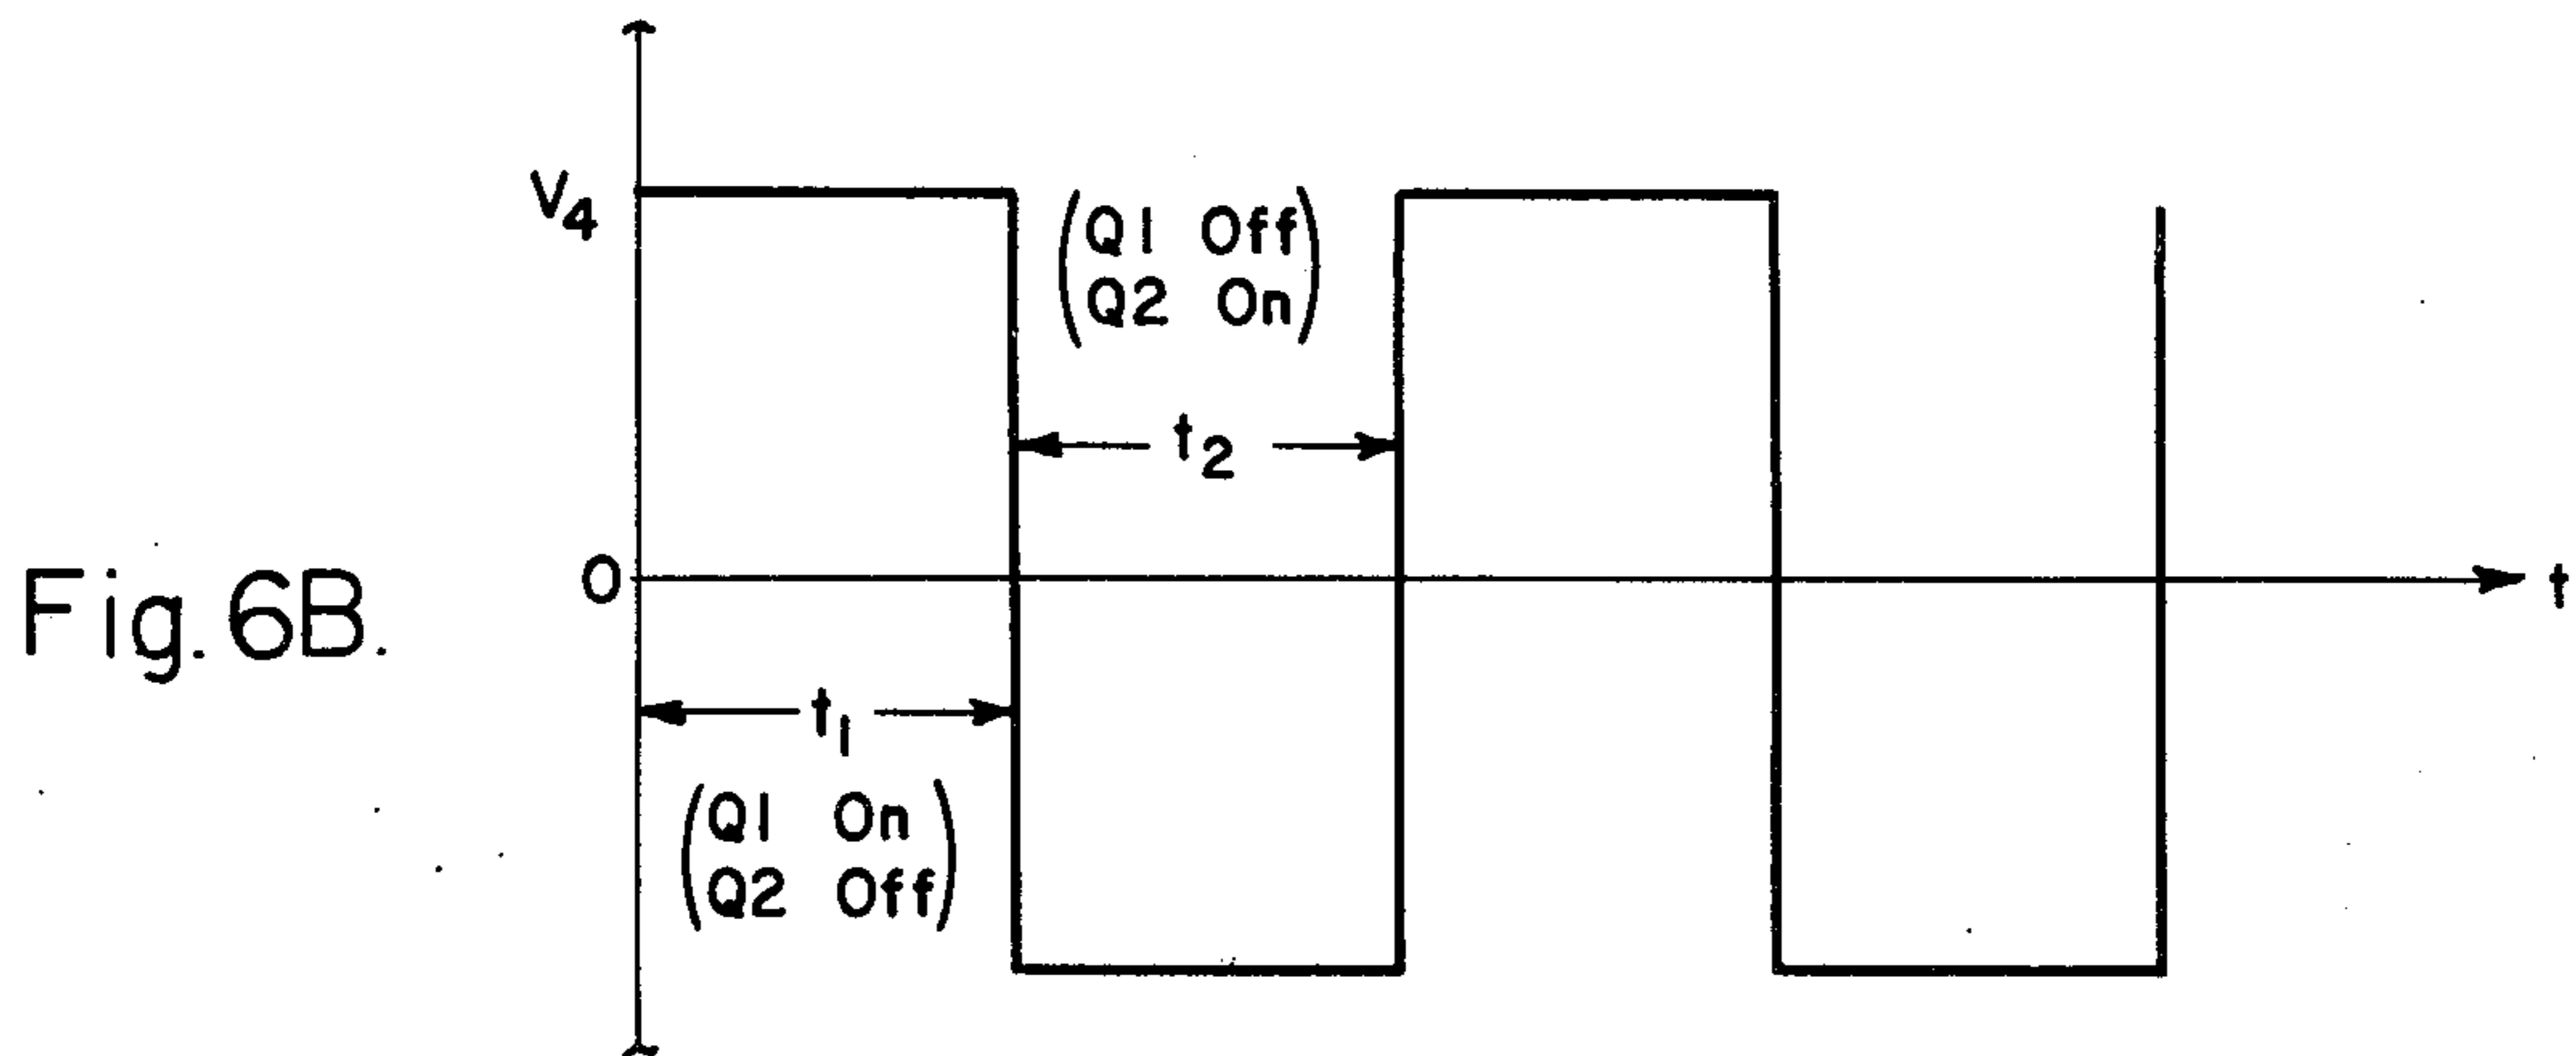 V4
(Q1 Off
Q2 On)
t2
0
t
Fig. 6B.
t1
(Q1 On
Q2 Off)